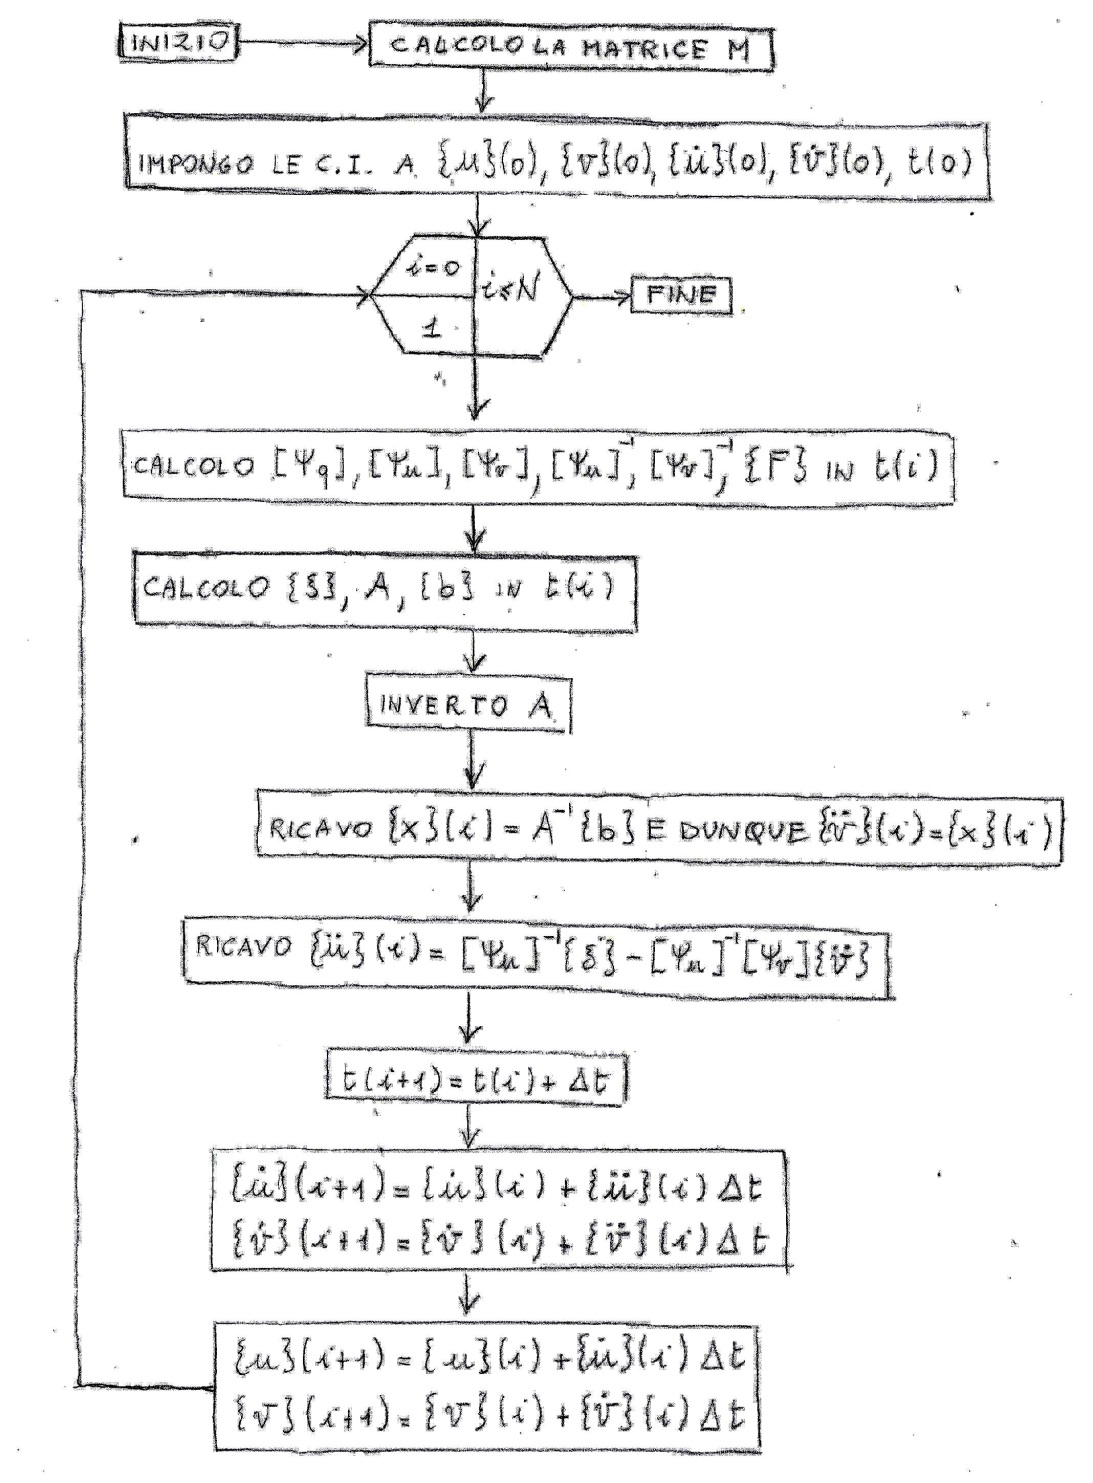 INIZIO
CALCOLO LA MATRICE M
IMPONGO LE C.I. A {u}(0), {v}(0), {u̇}(0), {v̇}(0), t(0)
i=0
i≤N
1
FINE
CALCOLO [Ψq], [Ψu], [Ψv], [Ψu]⁻¹, [Ψv]⁻¹, {F} IN t(i)
CALCOLO {δ}, A, {b} IN t(i)
INVERTO A
RICAVO {x}(i) = A⁻¹{b} E DUNQUE {v̈}(i)={x}(i)
RICAVO {ü}(i) = [Ψu]⁻¹{δ} - [Ψu]⁻¹[Ψv]{v̈}
t(i+1) = t(i) + Δt
{u̇}(i+1) = {u̇}(i) + {ü}(i) Δt
{v̇}(i+1) = {v̇}(i) + {v̈}(i) Δt
{u}(i+1) = {u}(i) + {u̇}(i) Δt
{v}(i+1) = {v}(i) + {v̇}(i) Δt